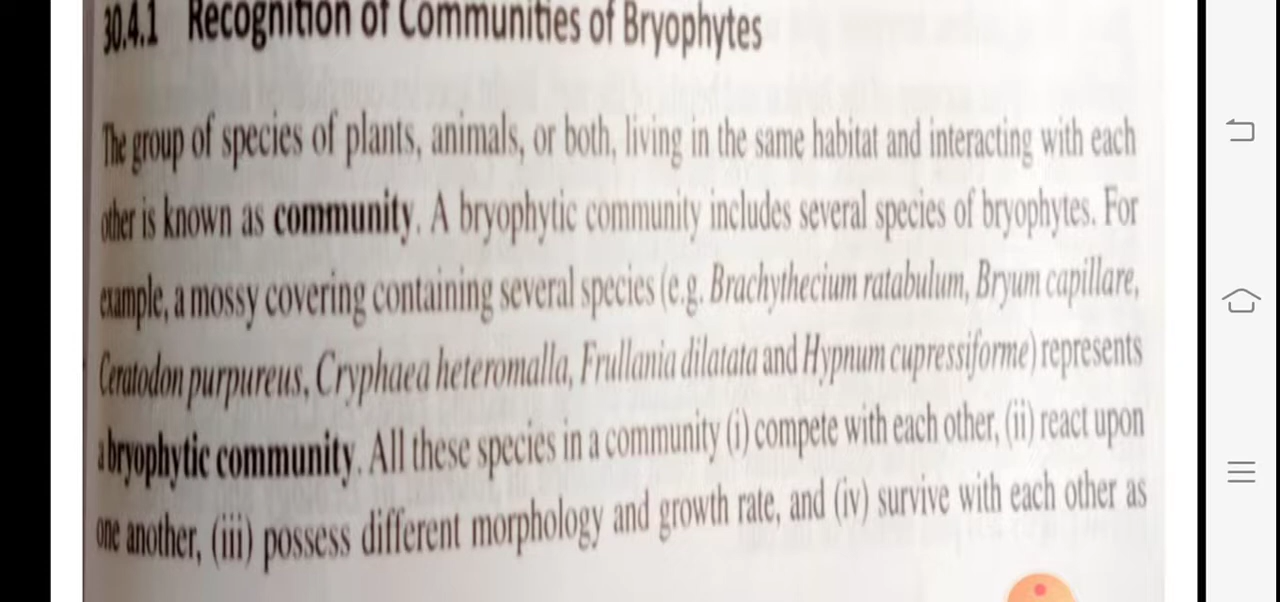 30.4.1 Recognition of Communities of Bryophytes
The group of species of plants, animals, or both, living in the same habitat and interacting with each
other is known as community. A bryophytic community includes several species of bryophytes. For
example, a mossy covering containing several species (e.g. Brachythecium ratabulum, Bryum capillare,
Ceratodon purpureus, Cryphaea heteromalla, Frullania dilatata and Hypnum cupressiforme) represents
a bryophytic community. All these species in a community (i) compete with each other, (ii) react upon
one another, (iii) possess different morphology and growth rate, and (iv) survive with each other as